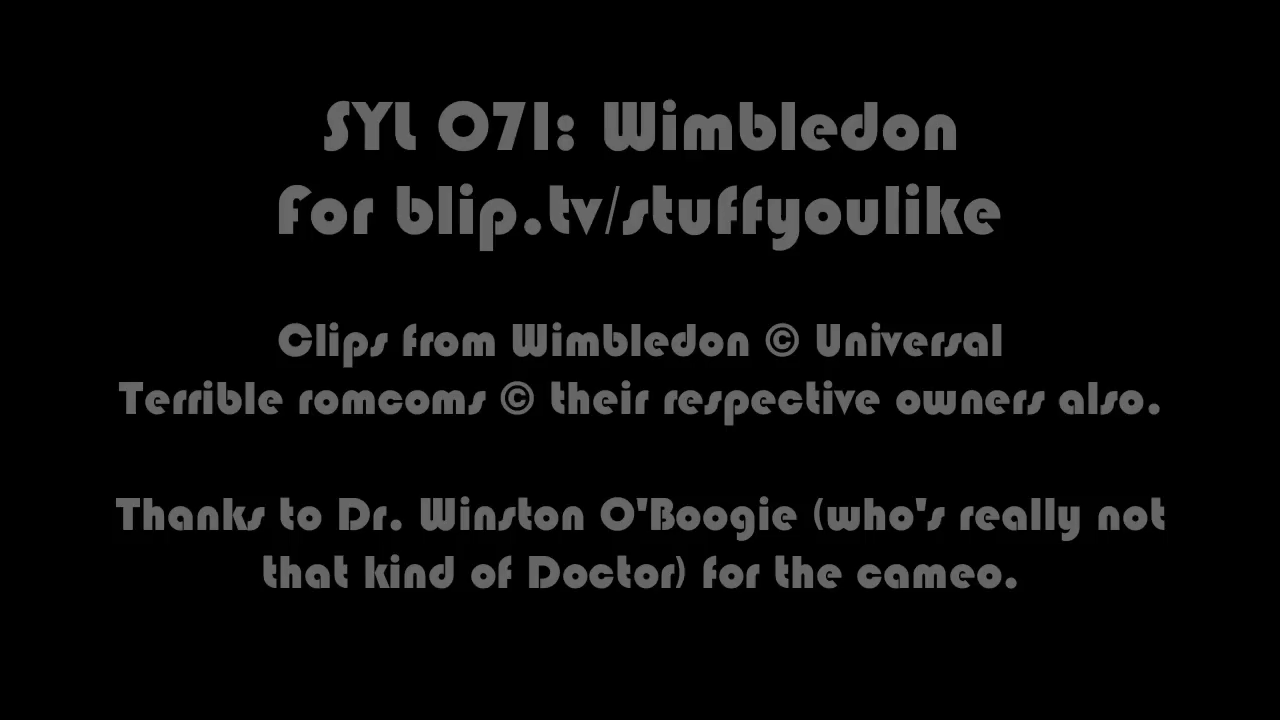 SYL 071: Wimbledon
For blip.tv/stuffyoulike
Clips from Wimbledon © Universal
Terrible romcoms © their respective owners also.
Thanks to Dr. Winston O'Boogie (who's really not
that kind of Doctor) for the cameo.